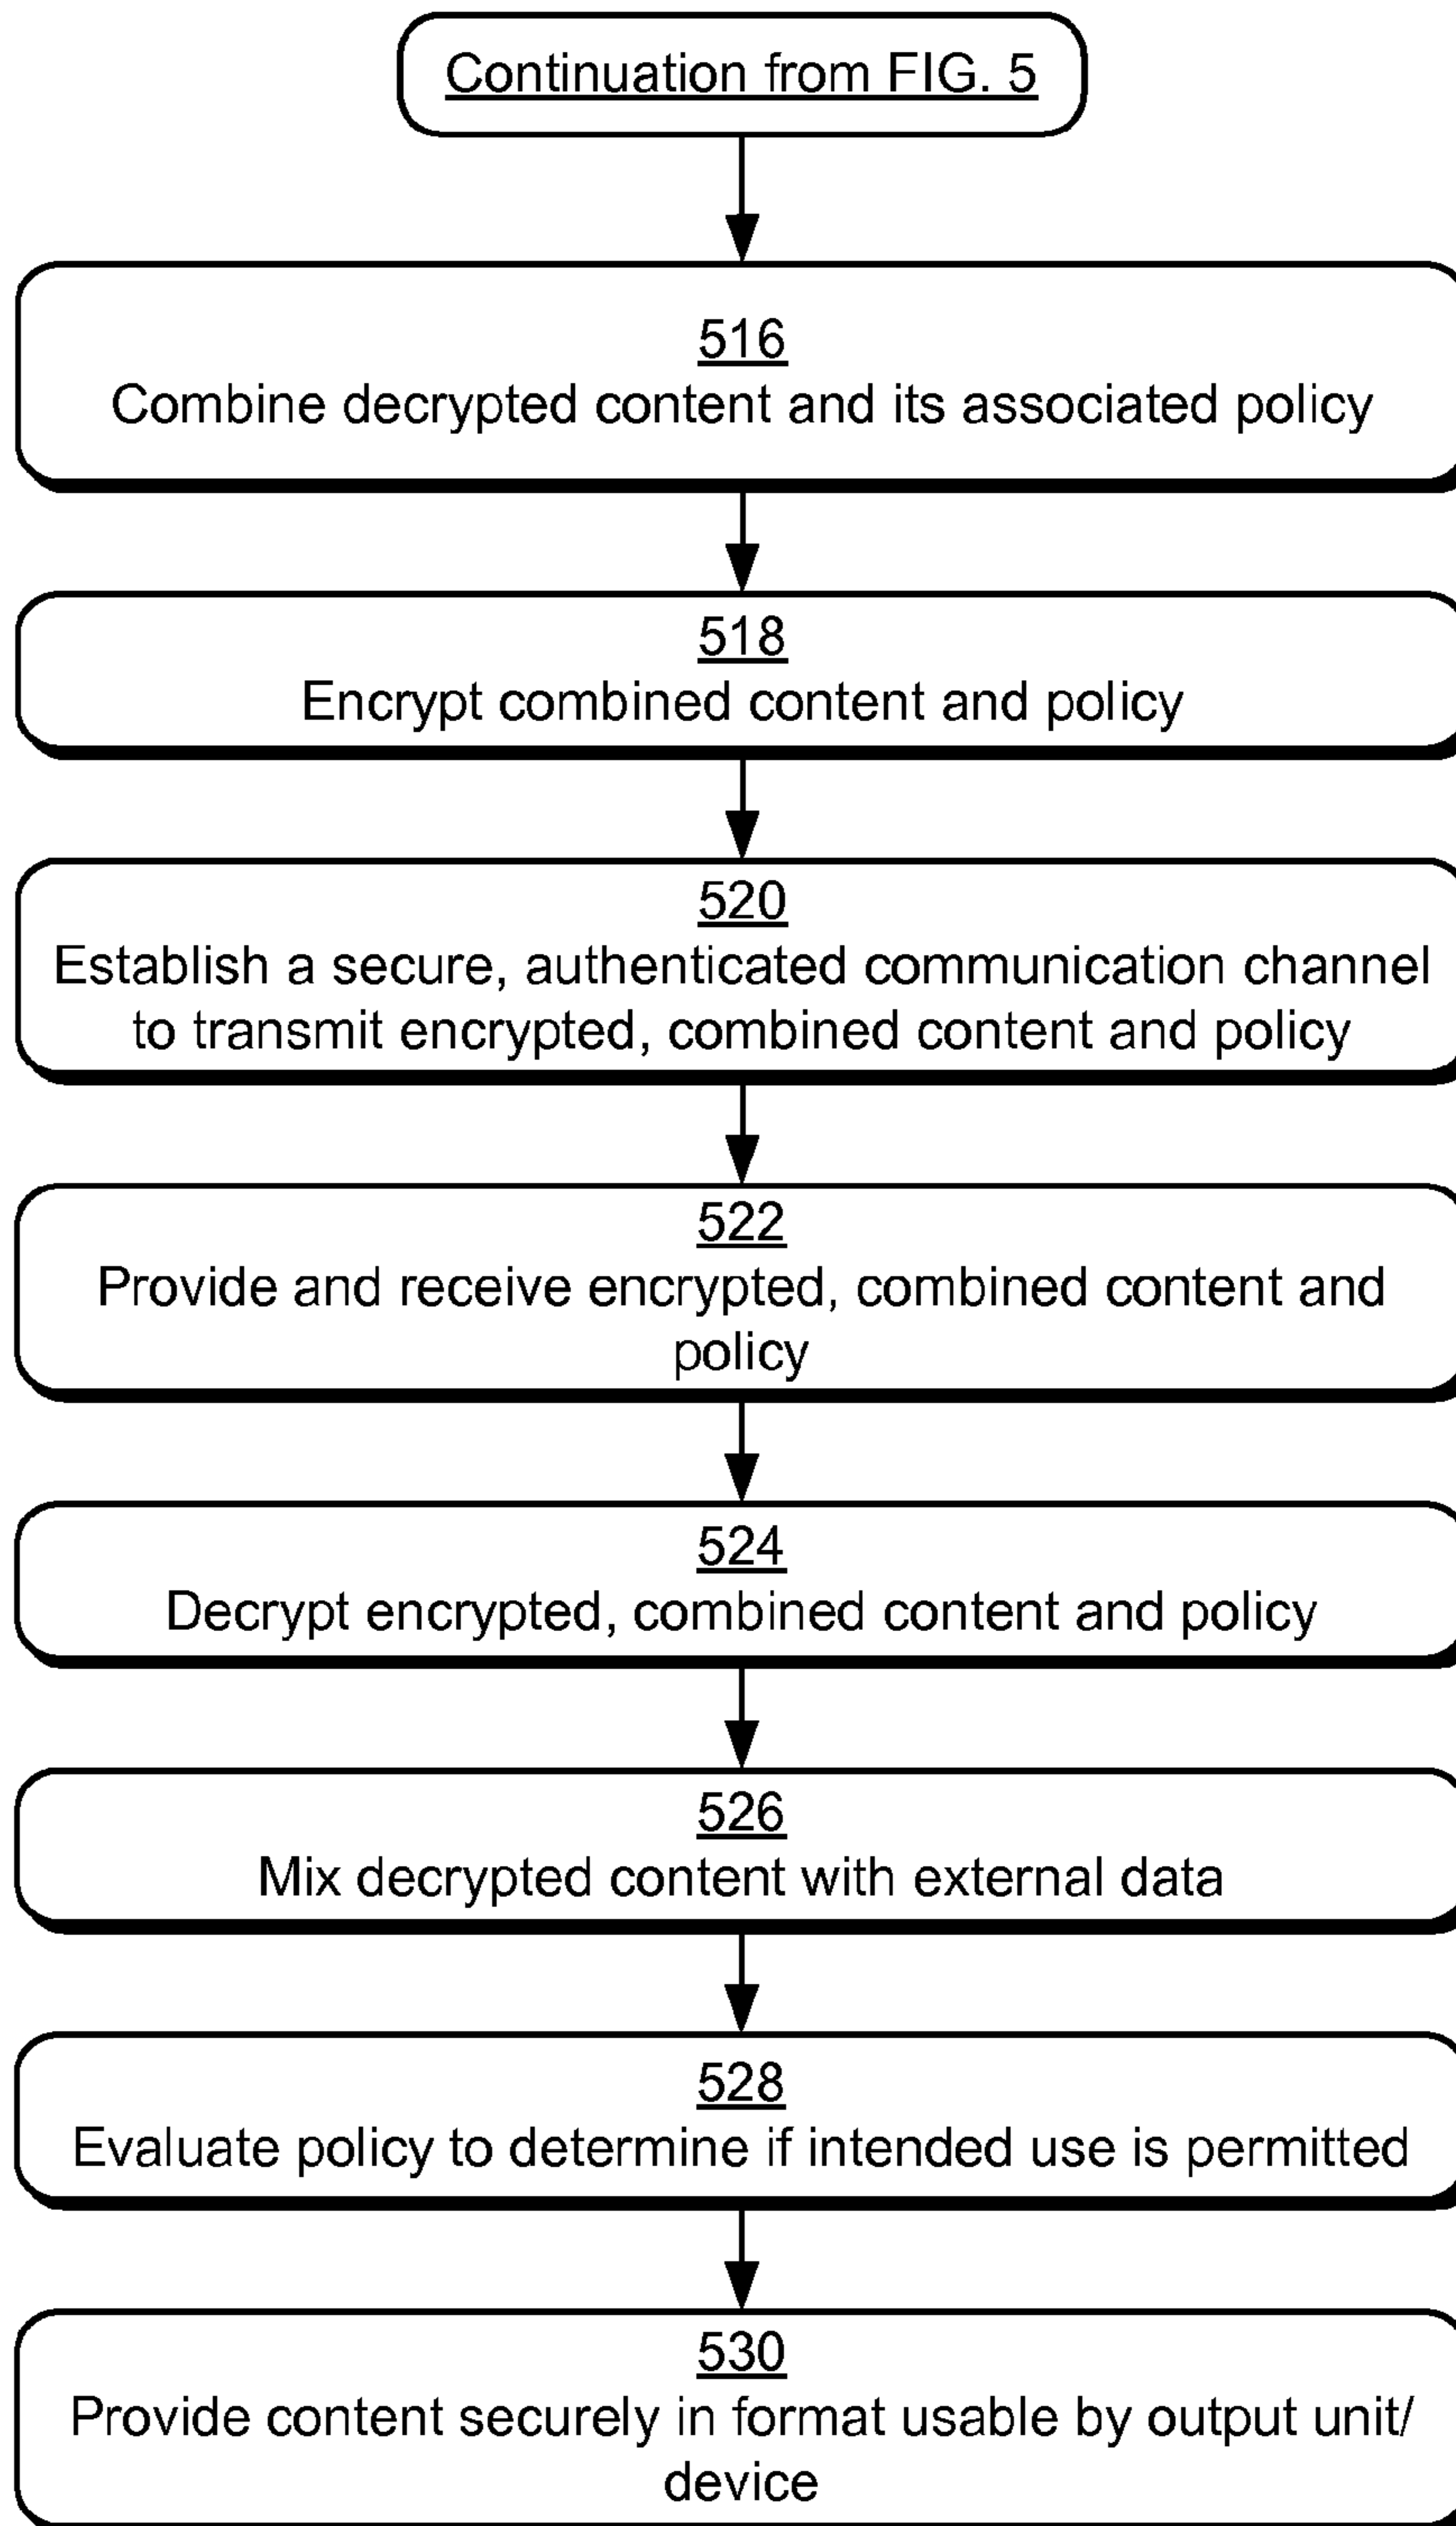 Continuation from FIG. 5
516
Combine decrypted content and its associated policy
518
Encrypt combined content and policy
520
Establish a secure, authenticated communication channel
to transmit encrypted, combined content and policy
522
Provide and receive encrypted, combined content and
policy
524
Decrypt encrypted, combined content and policy
526
Mix decrypted content with external data
528
Evaluate policy to determine if intended use is permitted
530
Provide content securely in format usable by output unit/
device